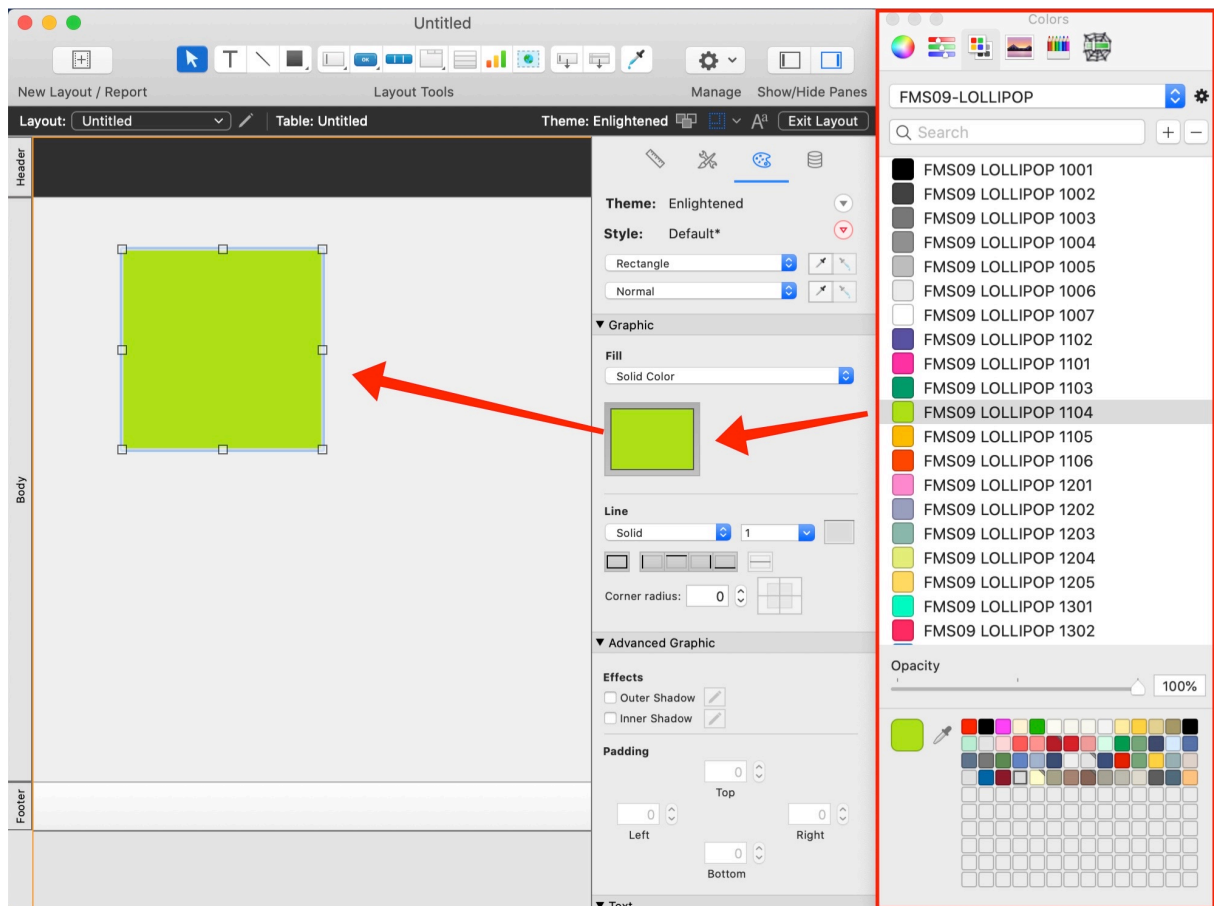 Untitled
New Layout / Report
Layout Tools
Manage
Show/Hide Panes
Layout: Untitled
Table: Untitled
Theme: Enlightened
Aa
Exit Layout
Header
Body
Footer
Theme: Enlightened
Style: Default*
Rectangle
Normal
Graphic
Fill
Solid Color
Line
Solid
1
Corner radius: 0
Advanced Graphic
Effects
Outer Shadow
Inner Shadow
Padding
0
Top
0
Left
0
Right
0
Bottom
Text
Colors
FMS09-LOLLIPOP
Search
FMS09 LOLLIPOP 1001
FMS09 LOLLIPOP 1002
FMS09 LOLLIPOP 1003
FMS09 LOLLIPOP 1004
FMS09 LOLLIPOP 1005
FMS09 LOLLIPOP 1006
FMS09 LOLLIPOP 1007
FMS09 LOLLIPOP 1102
FMS09 LOLLIPOP 1101
FMS09 LOLLIPOP 1103
FMS09 LOLLIPOP 1104
FMS09 LOLLIPOP 1105
FMS09 LOLLIPOP 1106
FMS09 LOLLIPOP 1201
FMS09 LOLLIPOP 1202
FMS09 LOLLIPOP 1203
FMS09 LOLLIPOP 1204
FMS09 LOLLIPOP 1205
FMS09 LOLLIPOP 1301
FMS09 LOLLIPOP 1302
Opacity
100%